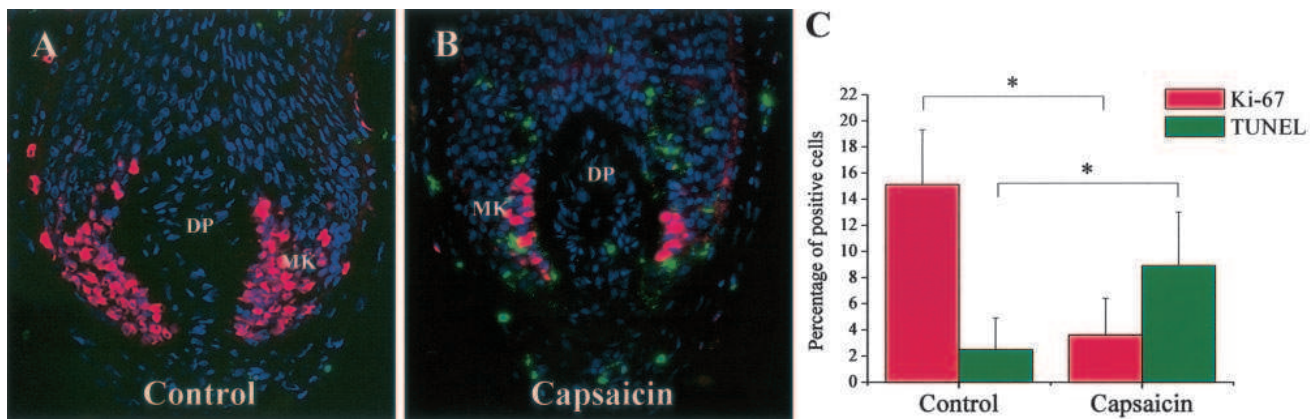 A
DP
MK
Control
B
DP
MK
Capsaicin
C
Percentage of positive cells
22
20
18
16
14
12
10
8
6
4
2
0
*
*
Ki-67
TUNEL
Control
Capsaicin